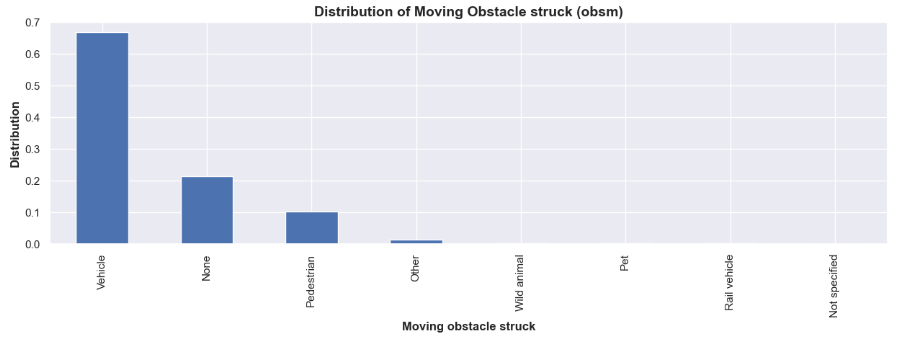 Distribution of Moving Obstacle struck (obsm)
Distribution
0.7
0.6
0.5
0.4
0.3
0.2
0.1
0.0
Vehicle
None
Pedestrian
Other
Wild animal
Pet
Rail vehicle
Not specified
Moving obstacle struck